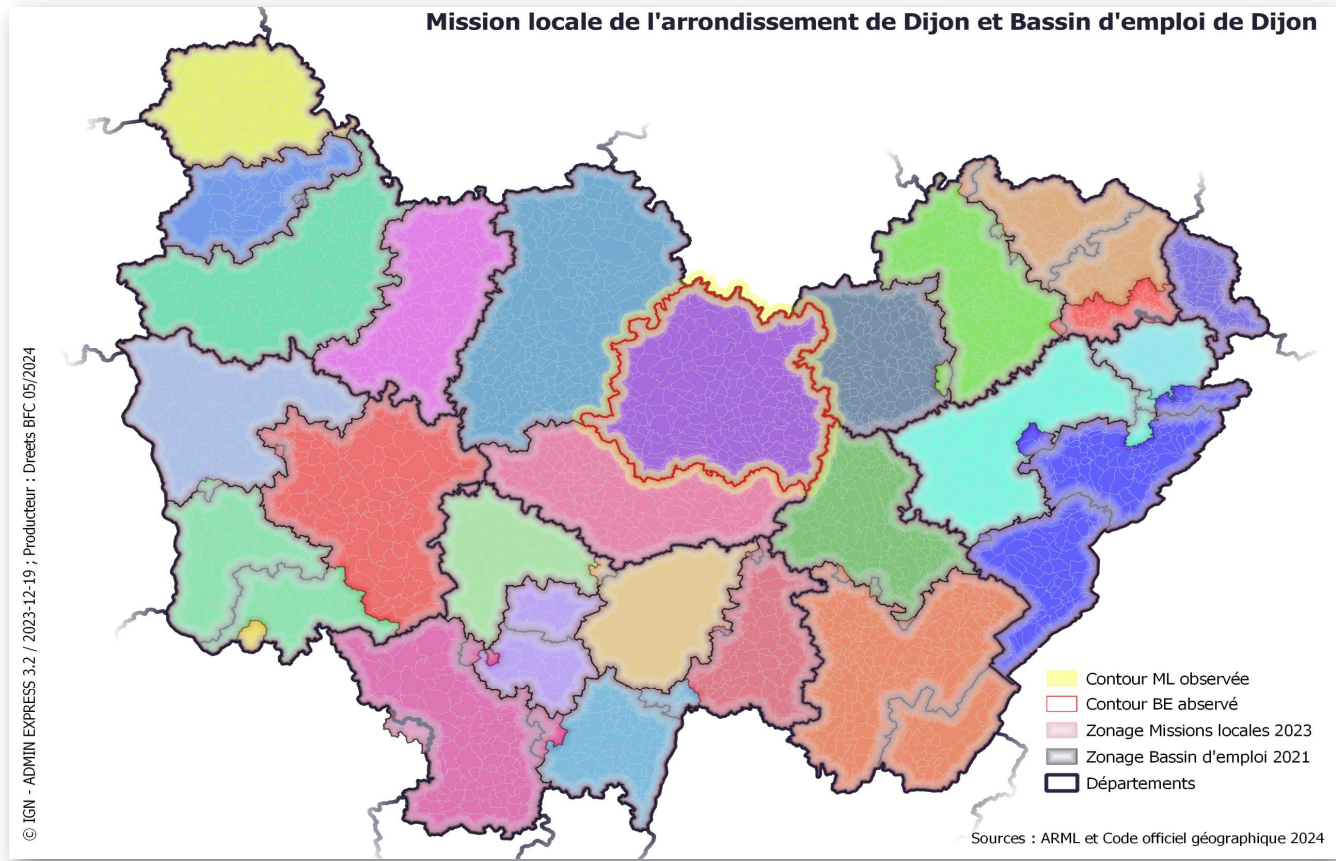 Mission locale de l'arrondissement de Dijon et Bassin d'emploi de Dijon
© IGN - ADMIN EXPRESS 3.2 / 2023-12-19 ; Producteur : Dreets BFC 05/2024
Contour ML observée
Contour BE abservé
Zonage Missions locales 2023
Zonage Bassin d'emploi 2021
Départements
Sources : ARML et Code officiel géographique 2024